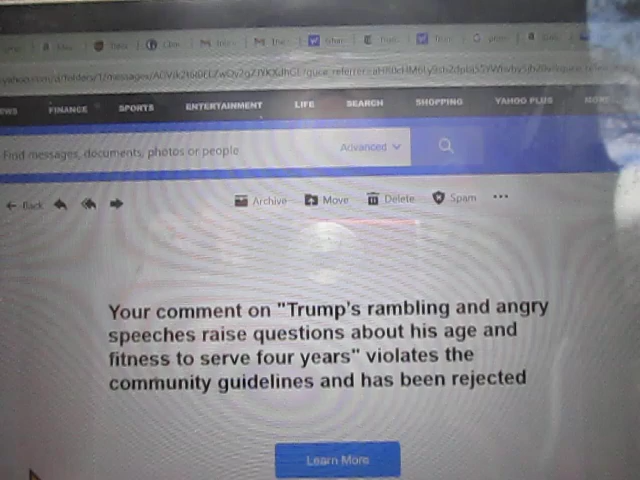 FINANCE SPORTS ENTERTAINMENT LIFE SEARCH SHOPPING YAHOO PLUS
Find messages, documents, photos or people Advanced
Back Archive Move Delete Spam
Your comment on "Trump's rambling and angry
speeches raise questions about his age and
fitness to serve four years" violates the
community guidelines and has been rejected
Learn More